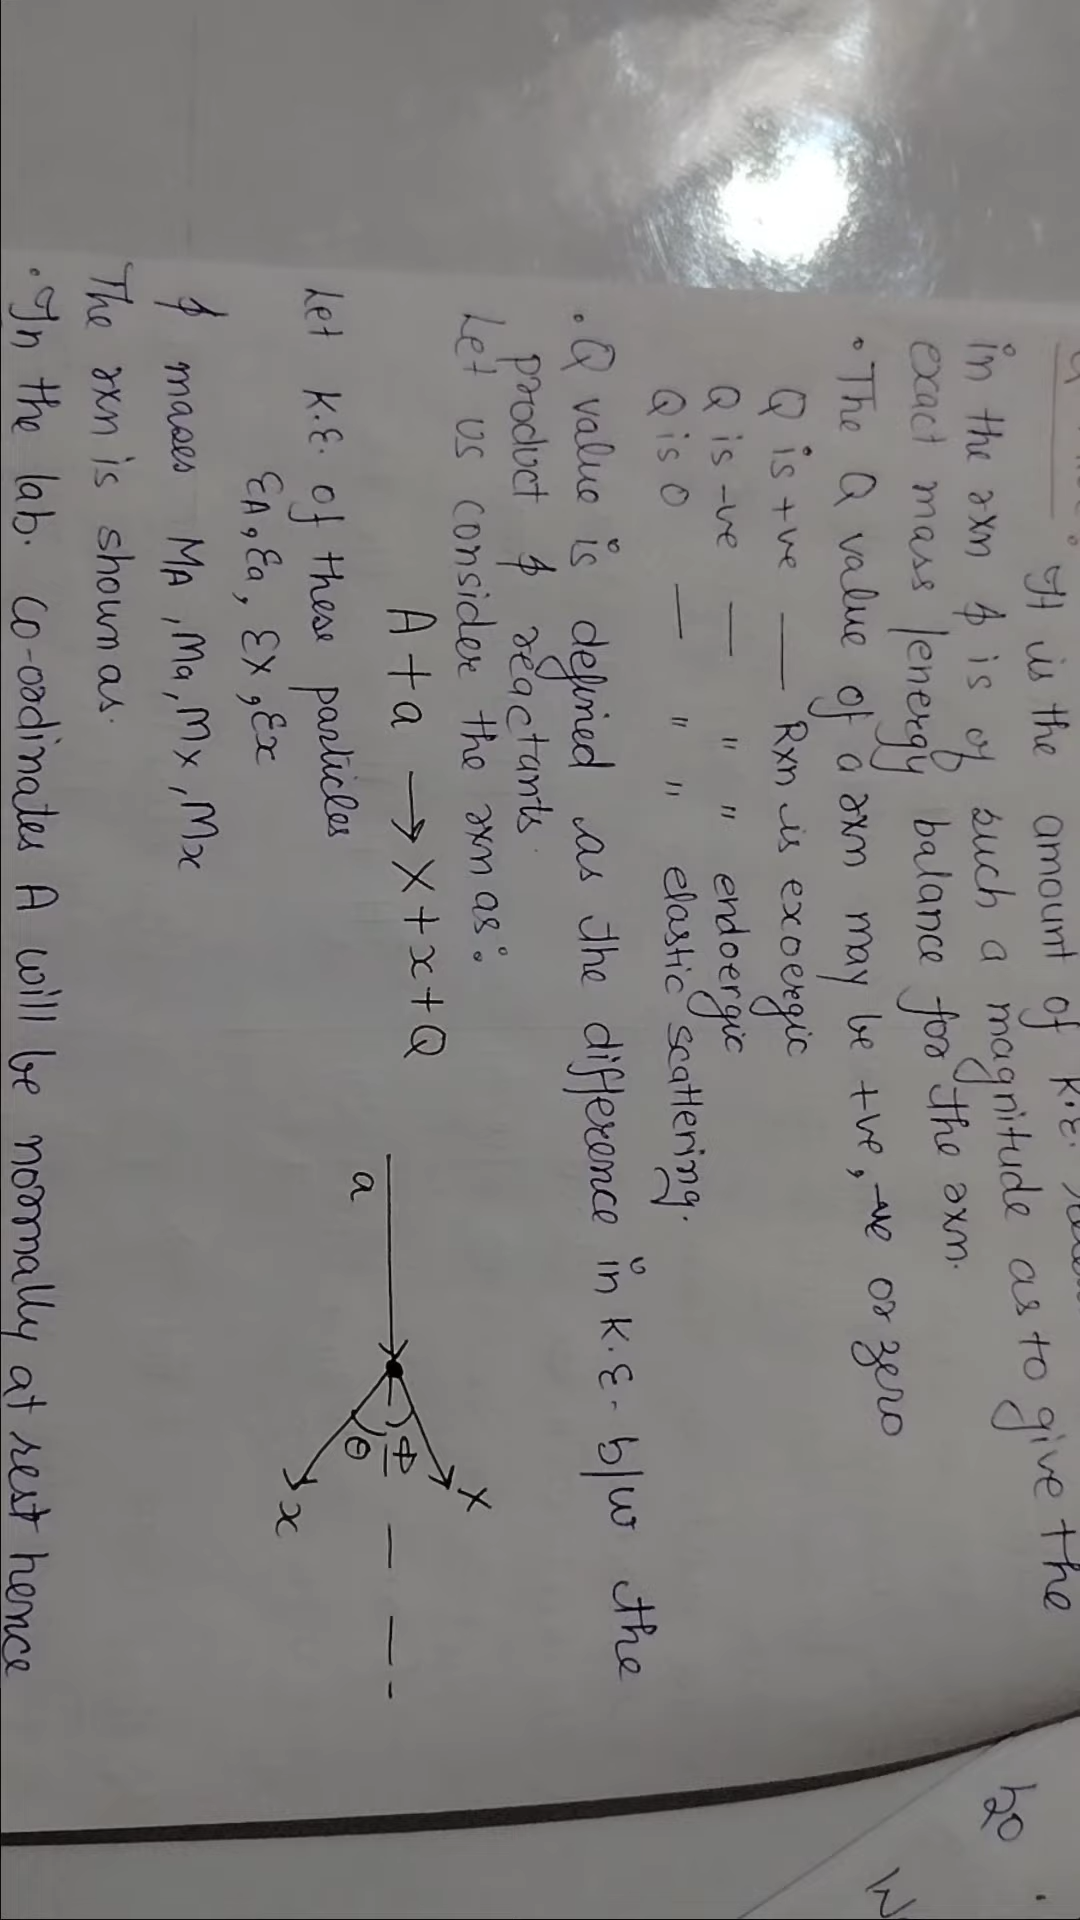 It is the amount of K.E.
in the rxn & is of such a magnitude as to give the
exact mass/energy balance for the rxn.
• The Q value of a rxn may be +ve, -ve or zero
Q is +ve — Rxn is exoergic
Q is -ve — " " endoergic
Q is 0 — " " elastic scattering.
• Q value is defined as the difference in K.E. b/w the
product & reactants.
Let us consider the rxn as:
A + a → X + x + Q
a
X
Φ
θ
x
Let K.E. of these particles
EA, Ea, EX, Ex
& masses MA, Ma, MX, Mx
The rxn is shown as.
• In the lab. co-ordinates A will be normally at rest hence